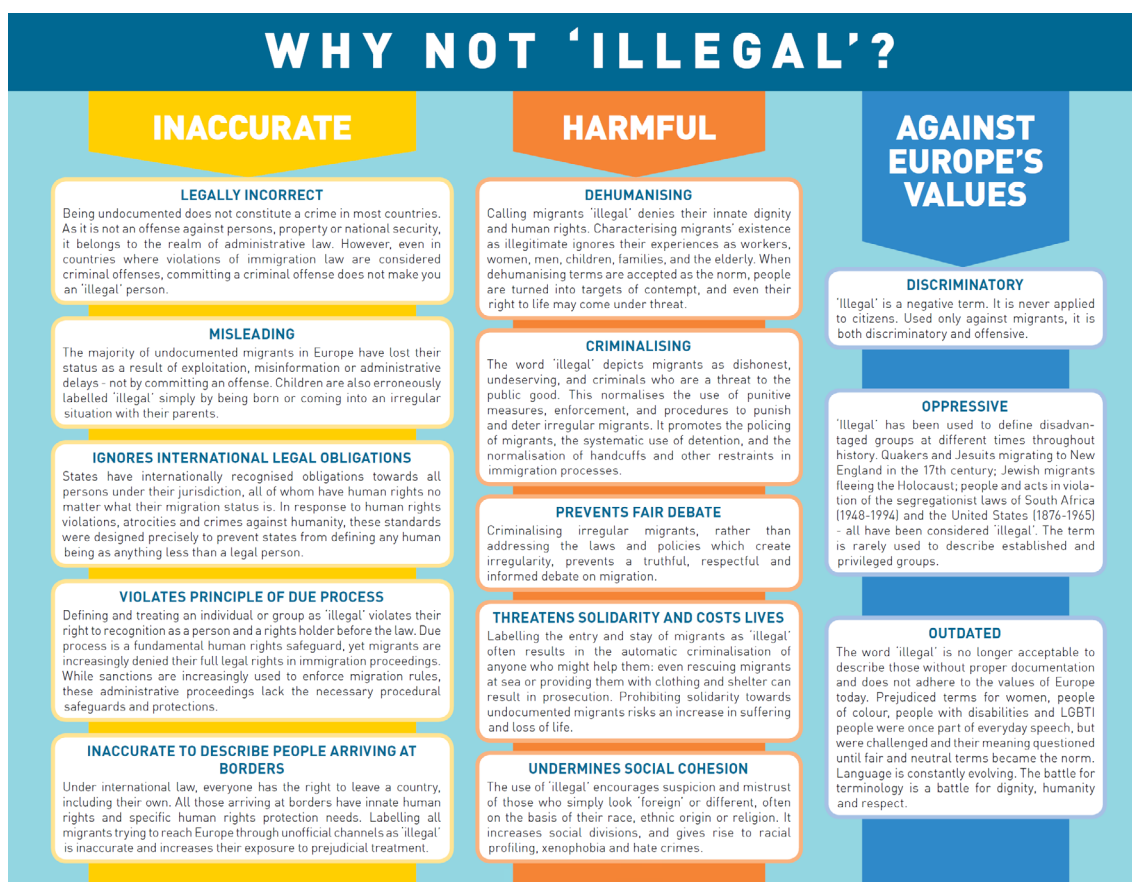 WHY NOT ‘ILLEGAL’?
INACCURATE
LEGALLY INCORRECT
Being undocumented does not constitute a crime in most countries.
As it is not an offense against persons, property or national security,
it belongs to the realm of administrative law. However, even in
countries where violations of immigration law are considered
criminal offenses, committing a criminal offense does not make you
an ‘illegal’ person.
MISLEADING
The majority of undocumented migrants in Europe have lost their
status as a result of exploitation, misinformation or administrative
delays - not by committing an offense. Children are also erroneously
labelled ‘illegal’ simply by being born or coming into an irregular
situation with their parents.
IGNORES INTERNATIONAL LEGAL OBLIGATIONS
States have internationally recognised obligations towards all
persons under their jurisdiction, all of whom have human rights no
matter what their migration status is. In response to human rights
violations, atrocities and crimes against humanity, these standards
were designed precisely to prevent states from defining any human
being as anything less than a legal person.
VIOLATES PRINCIPLE OF DUE PROCESS
Defining and treating an individual or group as ‘illegal’ violates their
right to recognition as a person and a rights holder before the law. Due
process is a fundamental human rights safeguard, yet migrants are
increasingly denied their full legal rights in immigration proceedings.
While sanctions are increasingly used to enforce migration rules,
these administrative proceedings lack the necessary procedural
safeguards and protections.
INACCURATE TO DESCRIBE PEOPLE ARRIVING AT
BORDERS
Under international law, everyone has the right to leave a country,
including their own. All those arriving at borders have innate human
rights and specific human rights protection needs. Labelling all
migrants trying to reach Europe through unofficial channels as ‘illegal’
is inaccurate and increases their exposure to prejudicial treatment.
HARMFUL
DEHUMANISING
Calling migrants ‘illegal’ denies their innate dignity
and human rights. Characterising migrants’ existence
as illegitimate ignores their experiences as workers,
women, men, children, families, and the elderly. When
dehumanising terms are accepted as the norm, people
are turned into targets of contempt, and even their
right to life may come under threat.
CRIMINALISING
The word ‘illegal’ depicts migrants as dishonest,
undeserving, and criminals who are a threat to the
public good. This normalises the use of punitive
measures, enforcement, and procedures to punish
and deter irregular migrants. It promotes the policing
of migrants, the systematic use of detention, and the
normalisation of handcuffs and other restraints in
immigration processes.
PREVENTS FAIR DEBATE
Criminalising irregular migrants, rather than
addressing the laws and policies which create
irregularity, prevents a truthful, respectful and
informed debate on migration.
THREATENS SOLIDARITY AND COSTS LIVES
Labelling the entry and stay of migrants as ‘illegal’
often results in the automatic criminalisation of
anyone who might help them: even rescuing migrants
at sea or providing them with clothing and shelter can
result in prosecution. Prohibiting solidarity towards
undocumented migrants risks an increase in suffering
and loss of life.
UNDERMINES SOCIAL COHESION
The use of ‘illegal’ encourages suspicion and mistrust
of those who simply look ‘foreign’ or different, often
on the basis of their race, ethnic origin or religion. It
increases social divisions, and gives rise to racial
profiling, xenophobia and hate crimes.
AGAINST
EUROPE’S
VALUES
DISCRIMINATORY
‘Illegal’ is a negative term. It is never applied
to citizens. Used only against migrants, it is
both discriminatory and offensive.
OPPRESSIVE
‘Illegal’ has been used to define disadvan-
taged groups at different times throughout
history. Quakers and Jesuits migrating to New
England in the 17th century; Jewish migrants
fleeing the Holocaust; people and acts in viola-
tion of the segregationist laws of South Africa
(1948-1994) and the United States (1876-1965)
- all have been considered ‘illegal’. The term
is rarely used to describe established and
privileged groups.
OUTDATED
The word ‘illegal’ is no longer acceptable to
describe those without proper documentation
and does not adhere to the values of Europe
today. Prejudiced terms for women, people
of colour, people with disabilities and LGBTI
people were once part of everyday speech, but
were challenged and their meaning questioned
until fair and neutral terms became the norm.
Language is constantly evolving. The battle for
terminology is a battle for dignity, humanity
and respect.